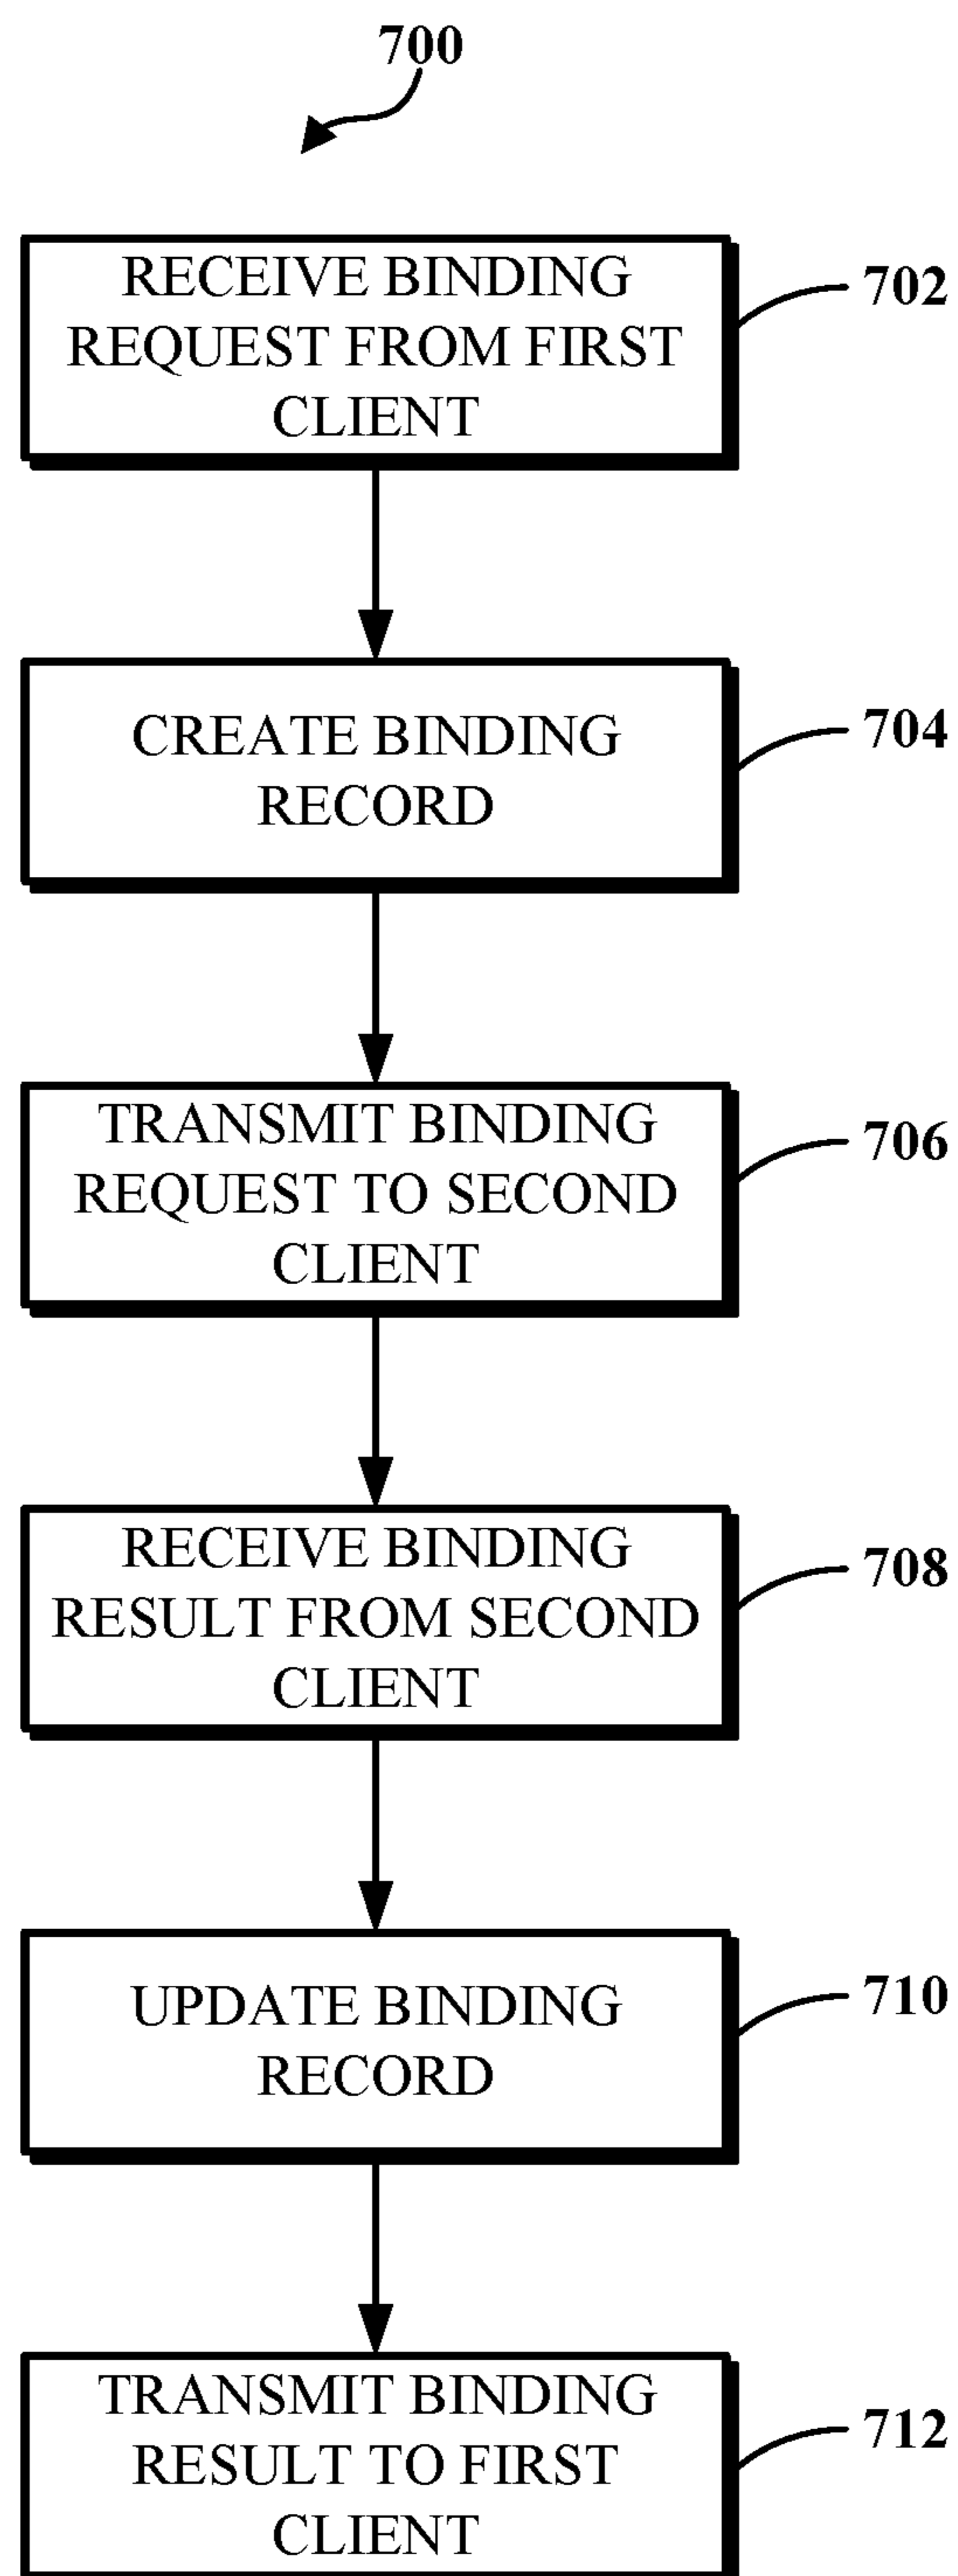 700
RECEIVE BINDING
REQUEST FROM FIRST
CLIENT
702
CREATE BINDING
RECORD
704
TRANSMIT BINDING
REQUEST TO SECOND
CLIENT
706
RECEIVE BINDING
RESULT FROM SECOND
CLIENT
708
UPDATE BINDING
RECORD
710
TRANSMIT BINDING
RESULT TO FIRST
CLIENT
712